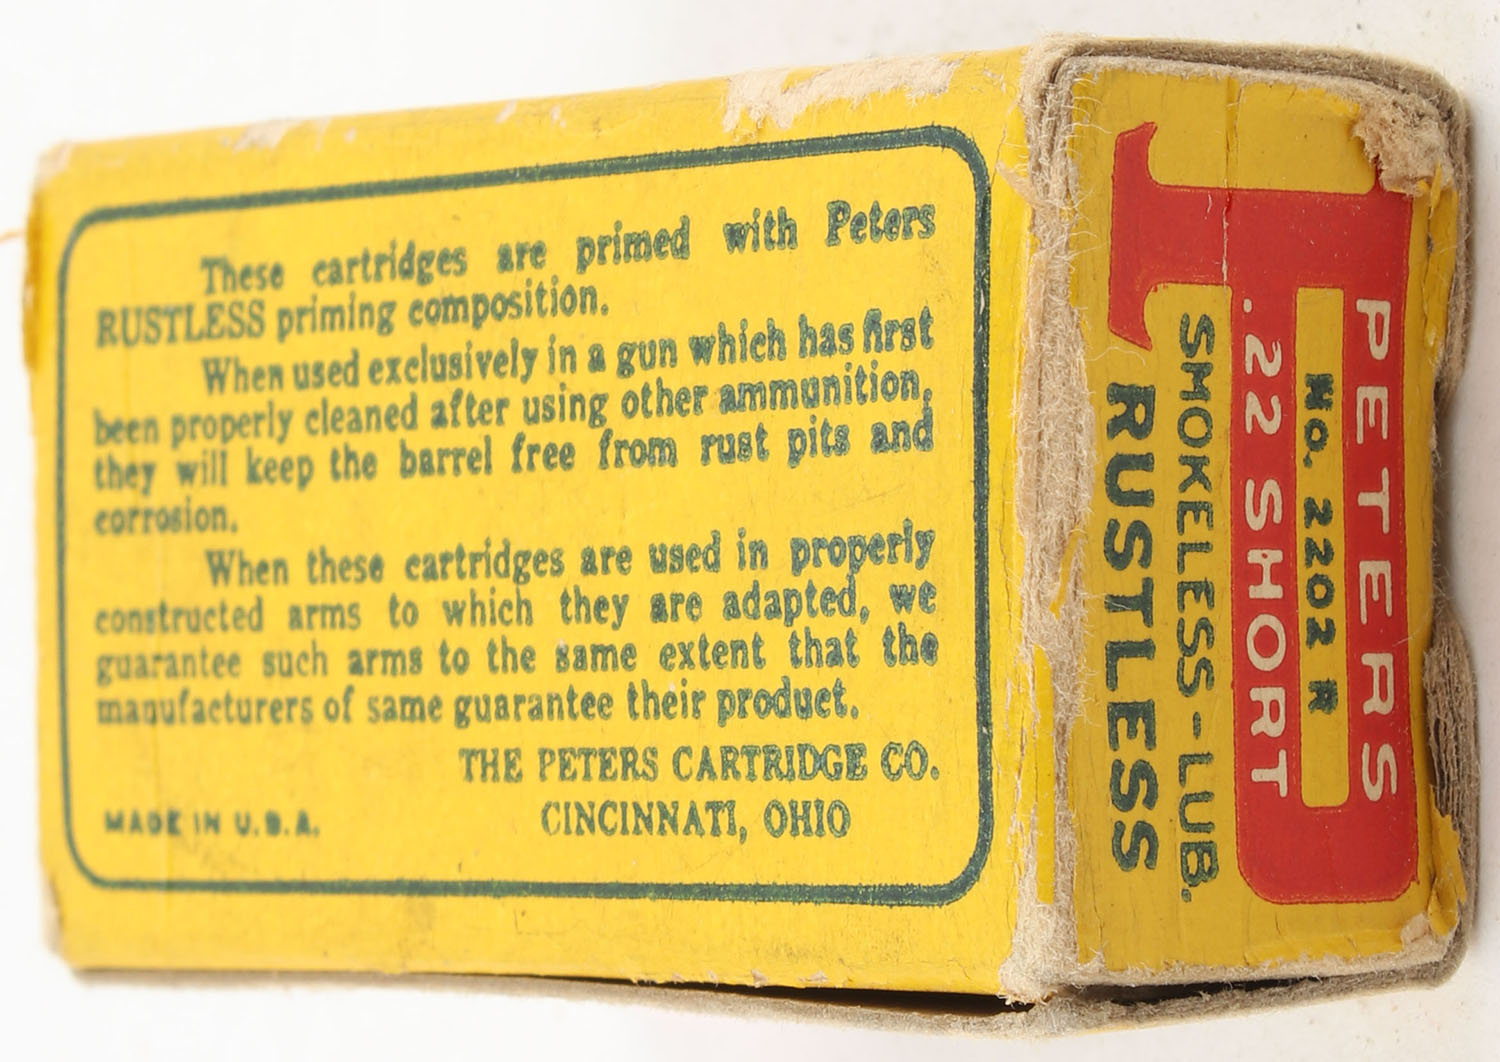 These cartridges are primed with Peters
RUSTLESS priming composition.
When used exclusively in a gun which has first
been properly cleaned after using other ammunition,
they will keep the barrel free from rust pits and
corrosion.
When these cartridges are used in properly
constructed arms to which they are adapted, we
guarantee such arms to the same extent that the
manufacturers of same guarantee their product.
THE PETERS CARTRIDGE CO.
CINCINNATI, OHIO
MADE IN U.S.A.
PETERS
NO. 2202 R
.22 SHORT
SMOKELESS-LUB.
RUSTLESS